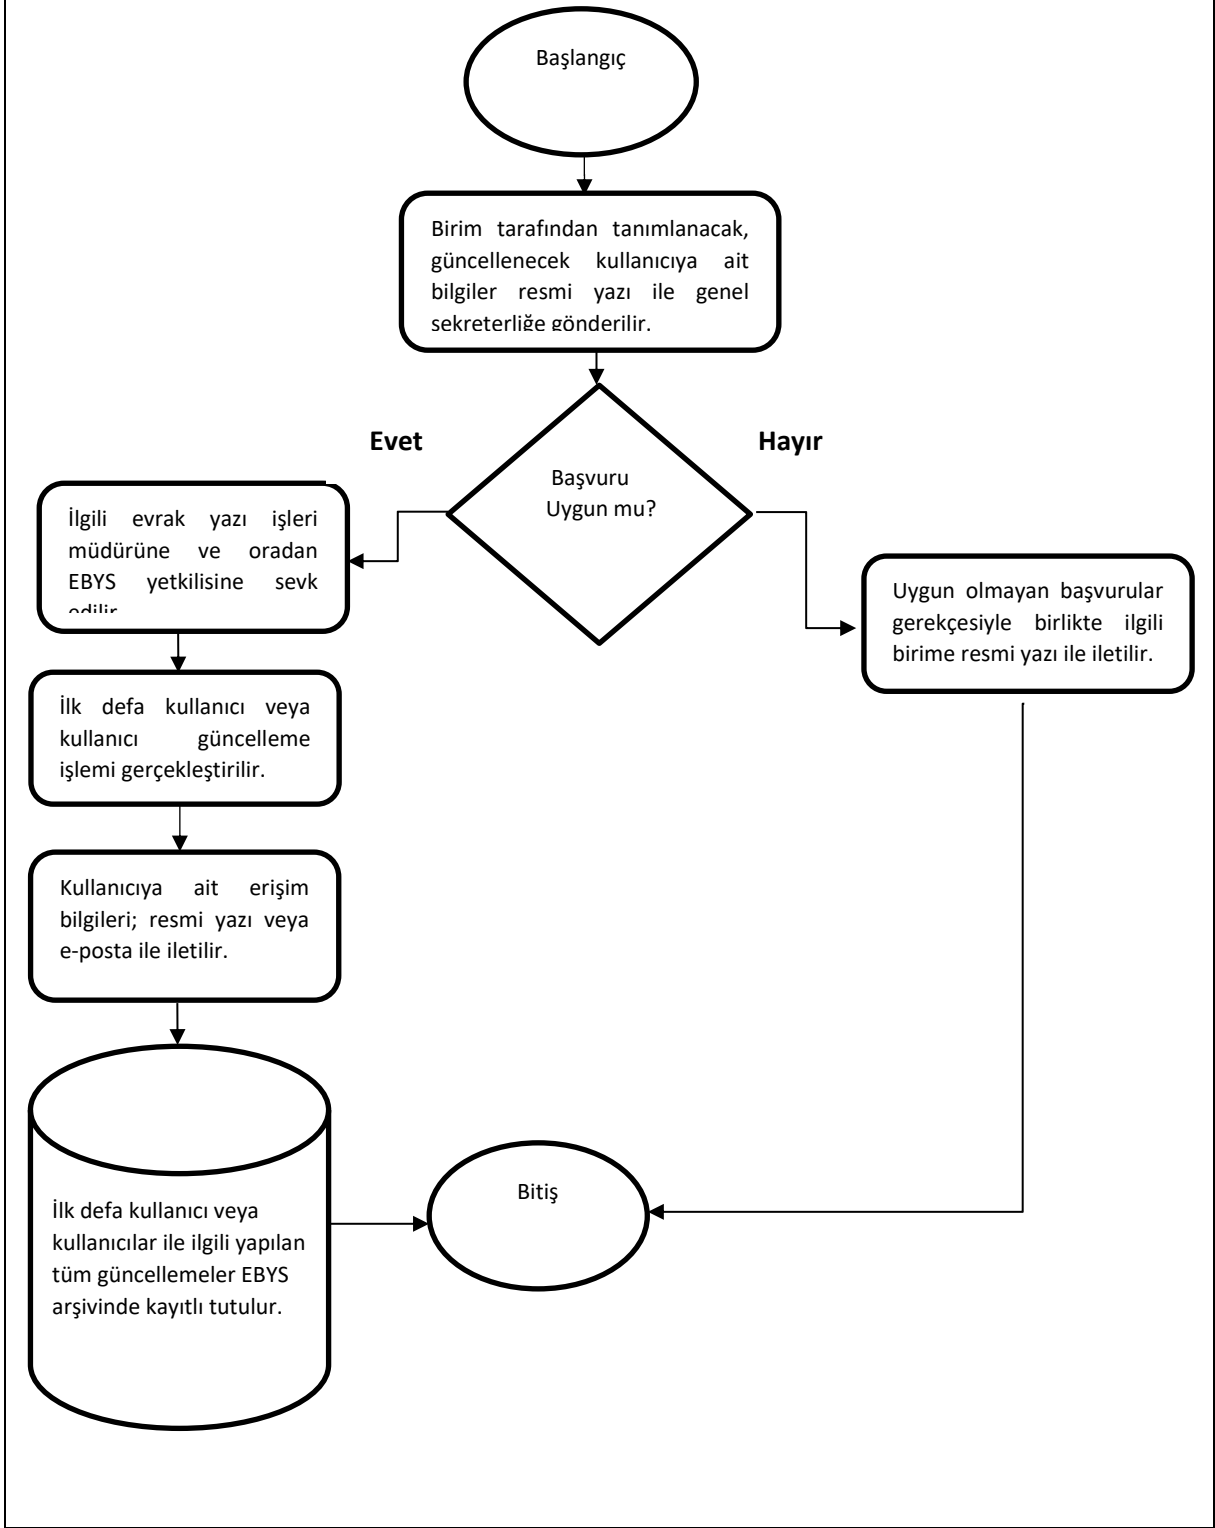 Başlangıç
Birim tarafından tanımlanacak,
güncellenecek kullanıcıya ait
bilgiler resmi yazı ile genel
sekreterliğe gönderilir.
Evet
Hayır
Başvuru
Uygun mu?
İlgili evrak yazı işleri
müdürüne ve oradan
EBYS yetkilisine sevk
edilir
Uygun olmayan başvurular
gerekçesiyle birlikte ilgili
birime resmi yazı ile iletilir.
İlk defa kullanıcı veya
kullanıcı güncelleme
işlemi gerçekleştirilir.
Kullanıcıya ait erişim
bilgileri; resmi yazı veya
e-posta ile iletilir.
İlk defa kullanıcı veya
kullanıcılar ile ilgili yapılan
tüm güncellemeler EBYS
arşivinde kayıtlı tutulur.
Bitiş